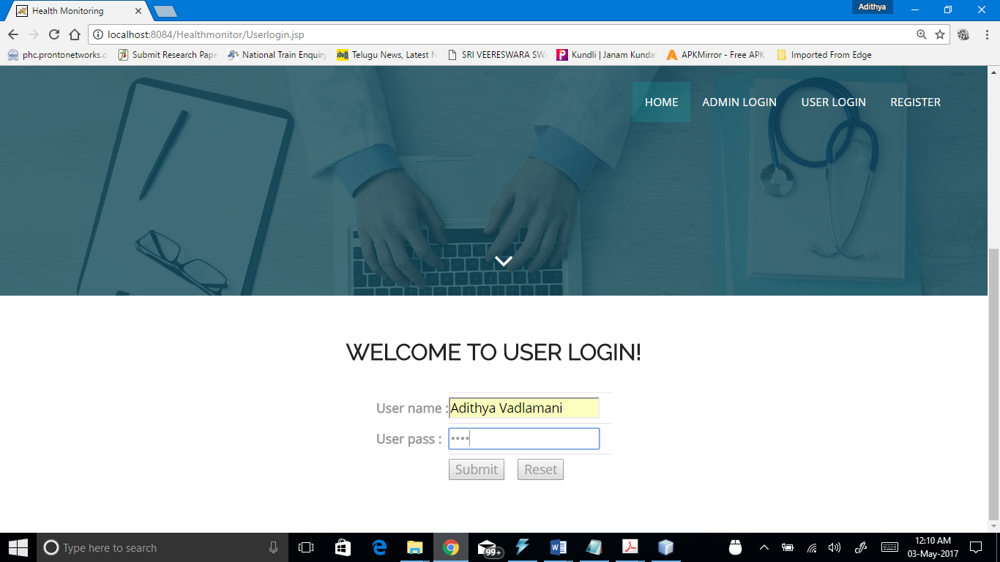 Health Monitoring
Adithya
localhost:8084/Healthmonitor/Userlogin.jsp
phc.prontonetworks.c
Submit Research Pape
National Train Enquiry
Telugu News, Latest N
SRI VEERESWARA SWA
Kundli | Janam Kunda
APKMirror - Free APK
Imported From Edge
HOME
ADMIN LOGIN
USER LOGIN
REGISTER
WELCOME TO USER LOGIN!
User name : Adithya Vadlamani
User pass : ••••
Submit Reset
Type here to search
99+
12:10 AM
03-May-2017